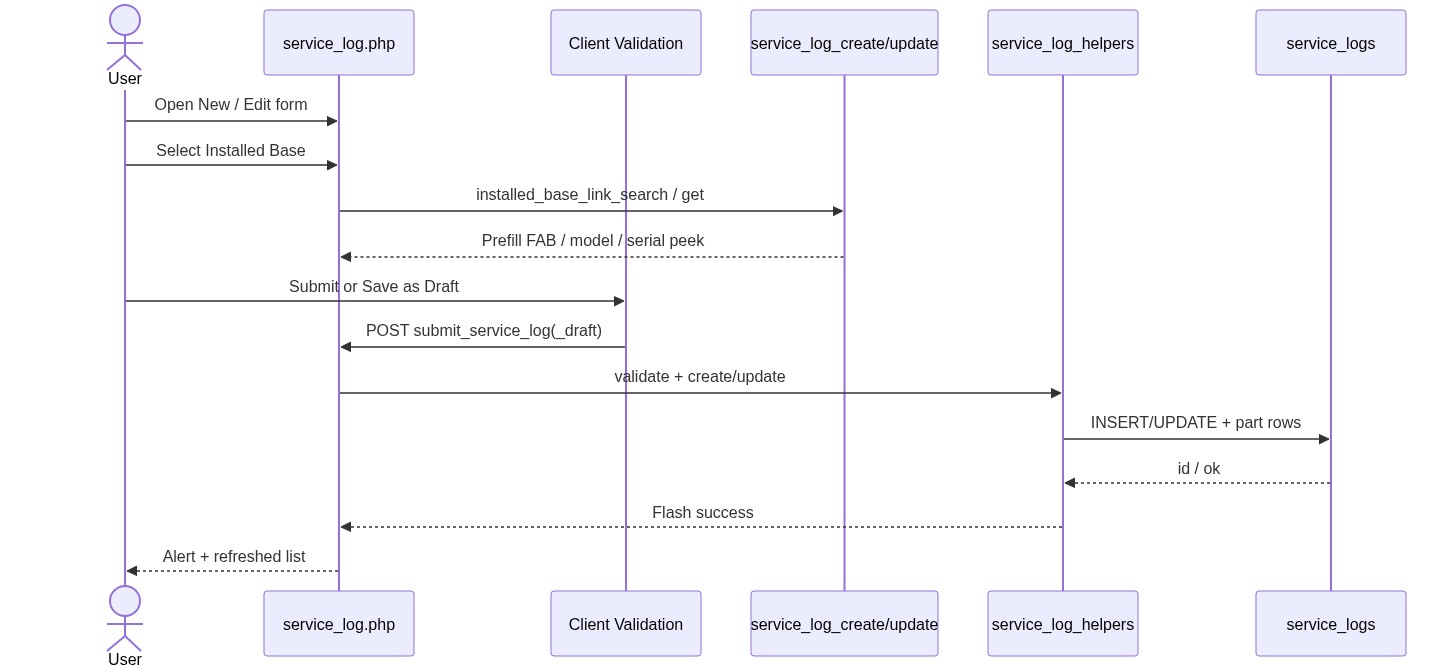 User
service_log.php
Client Validation
service_log_create/update
service_log_helpers
service_logs
Open New / Edit form
Select Installed Base
installed_base_link_search / get
Prefill FAB / model / serial peek
Submit or Save as Draft
POST submit_service_log(_draft)
validate + create/update
INSERT/UPDATE + part rows
id / ok
Flash success
Alert + refreshed list
User
service_log.php
Client Validation
service_log_create/update
service_log_helpers
service_logs